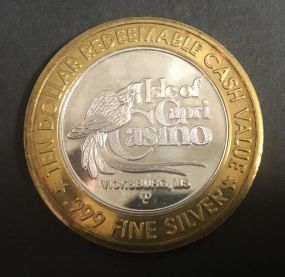 TEN DOLLAR REDEEMABLE CASH VALUE
Isle of
Capri
Casino
VICKSBURG, MS
.999 FINE SILVER